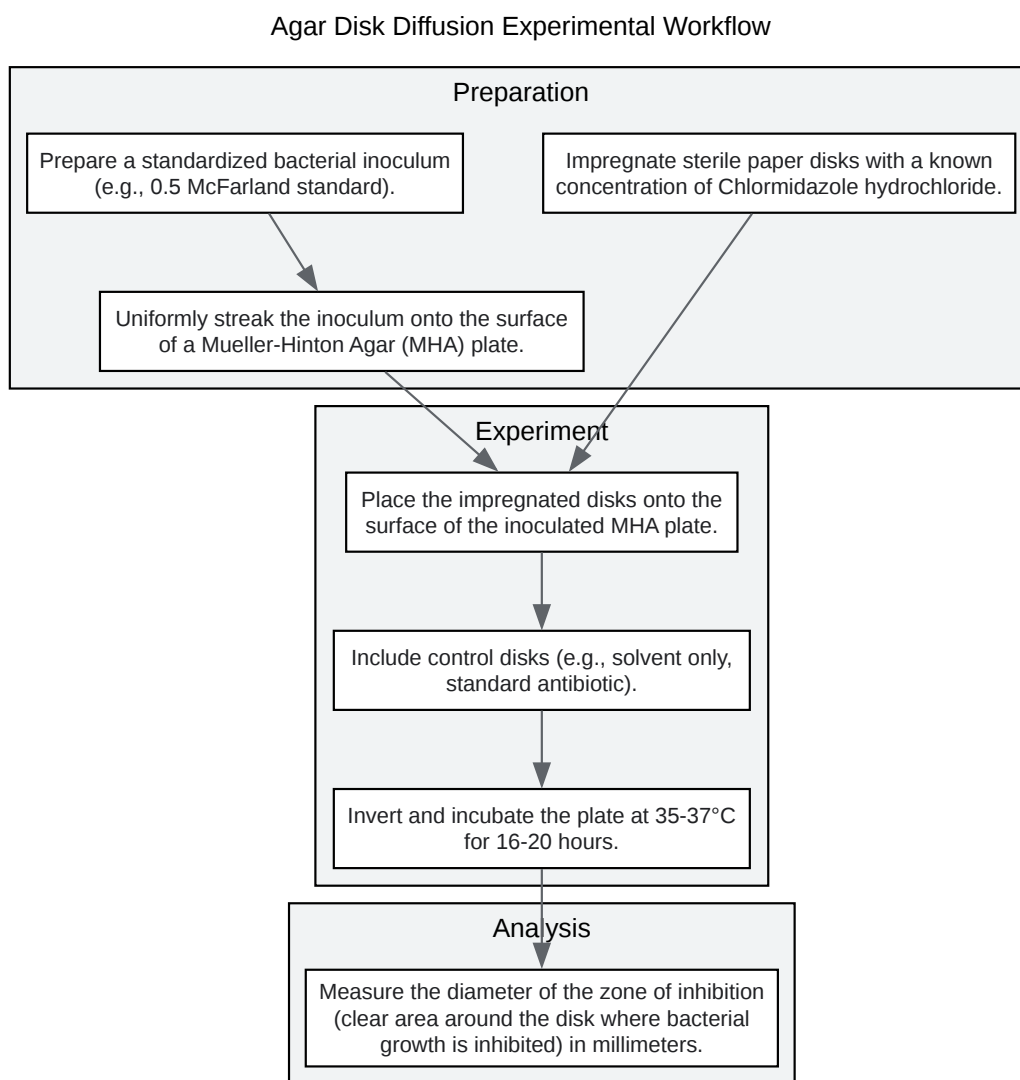 Agar Disk Diffusion Experimental Workflow
Preparation
Prepare a standardized bacterial inoculum
(e.g., 0.5 McFarland standard).
Impregnate sterile paper disks with a known
concentration of Chlormidazole hydrochloride.
Uniformly streak the inoculum onto the surface
of a Mueller-Hinton Agar (MHA) plate.
Experiment
Place the impregnated disks onto the
surface of the inoculated MHA plate.
Include control disks (e.g., solvent only,
standard antibiotic).
Invert and incubate the plate at 35-37°C
for 16-20 hours.
Analysis
Measure the diameter of the zone of inhibition
(clear area around the disk where bacterial
growth is inhibited) in millimeters.